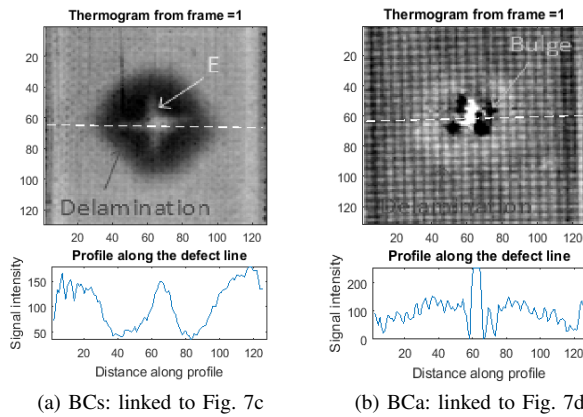 Thermogram from frame =1
E
Delamination
20
40
60
80
100
120
20 40 60 80 100 120
Profile along the defect line
Signal intensity
150
100
50
20 40 60 80 100 120
Distance along profile
(a) BCs: linked to Fig. 7c
Thermogram from frame =1
Bulge
Delamination
20
40
60
80
100
120
20 40 60 80 100 120
Profile along the defect line
Signal intensity
200
100
0
20 40 60 80 100 120
Distance along profile
(b) BCa: linked to Fig. 7d